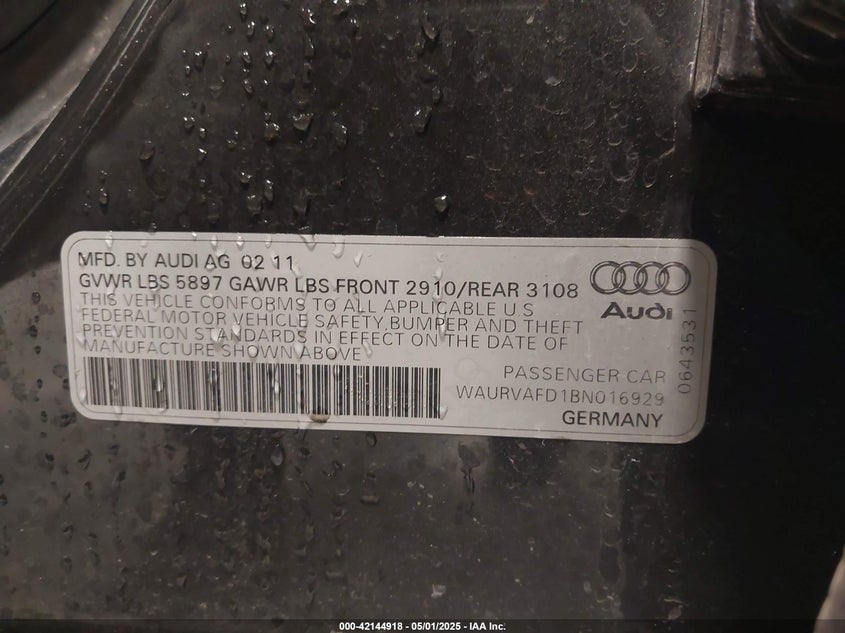 MFD. BY AUDI AG 02 11
GVWR LBS 5897 GAWR LBS FRONT 2910/REAR 3108
THIS VEHICLE CONFORMS TO ALL APPLICABLE U.S
FEDERAL MOTOR VEHICLE SAFETY, BUMPER AND THEFT
PREVENTION STANDARDS IN EFFECT ON THE DATE OF
MANUFACTURE SHOWN ABOVE
Audi
0643531
PASSENGER CAR
WAURVAFD1BN016929
GERMANY
000-42144918 - 05/01/2025 - IAA Inc.